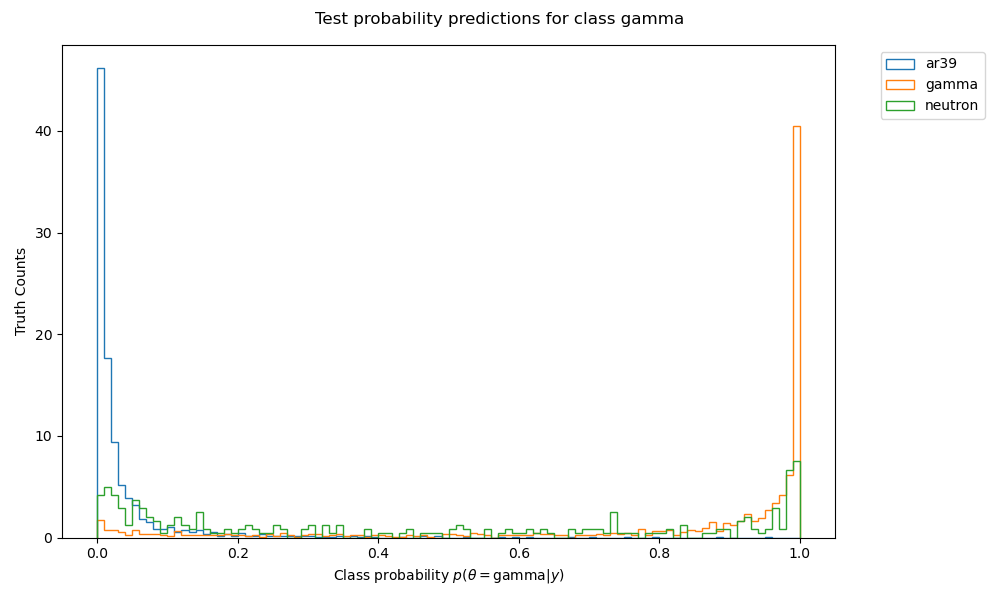 Test probability predictions for class gamma
ar39
gamma
neutron
Truth Counts
40
30
20
10
0
0.0 0.2 0.4 0.6 0.8 1.0
Class probability p(θ = gamma|y)